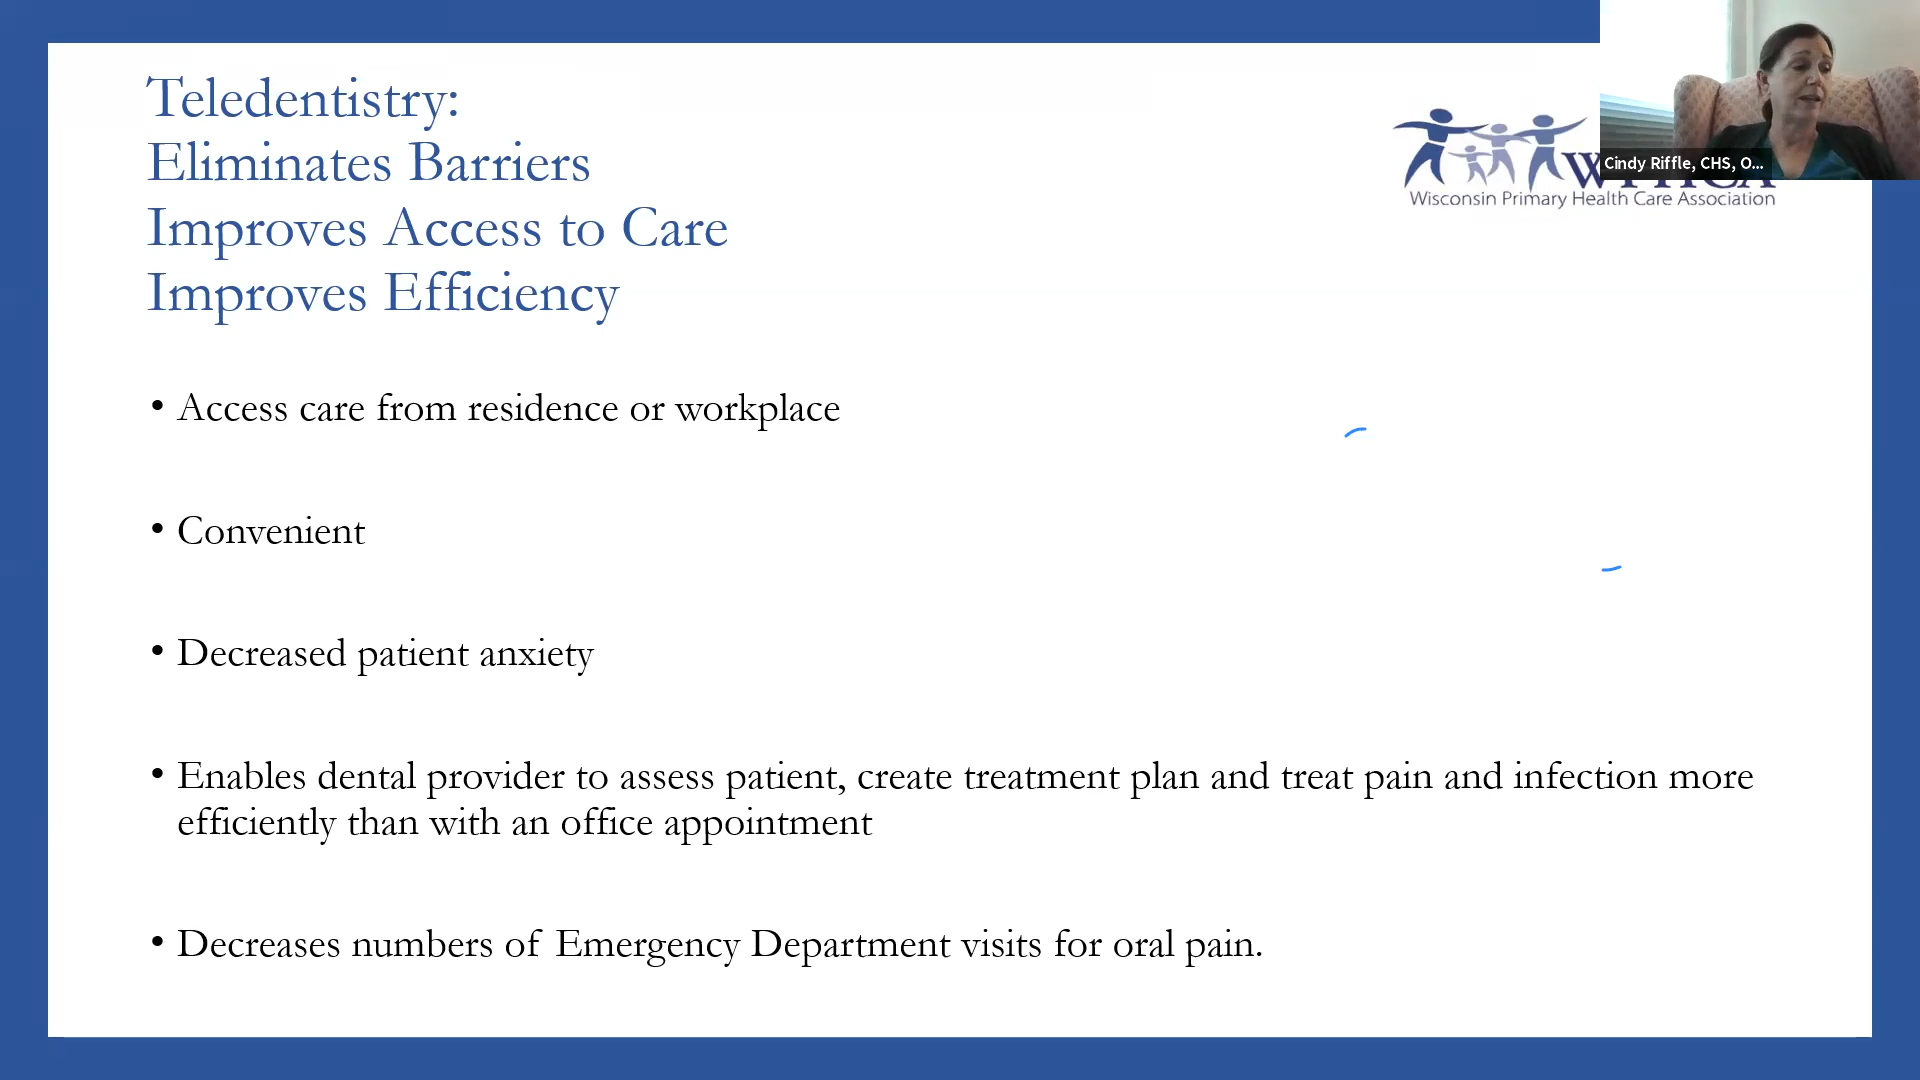 Teledentistry:
Eliminates Barriers
Improves Access to Care
Improves Efficiency
Wisconsin Primary Health Care Association
Cindy Riffle, CHS, O...
• Access care from residence or workplace
• Convenient
• Decreased patient anxiety
• Enables dental provider to assess patient, create treatment plan and treat pain and infection more
efficiently than with an office appointment
• Decreases numbers of Emergency Department visits for oral pain.